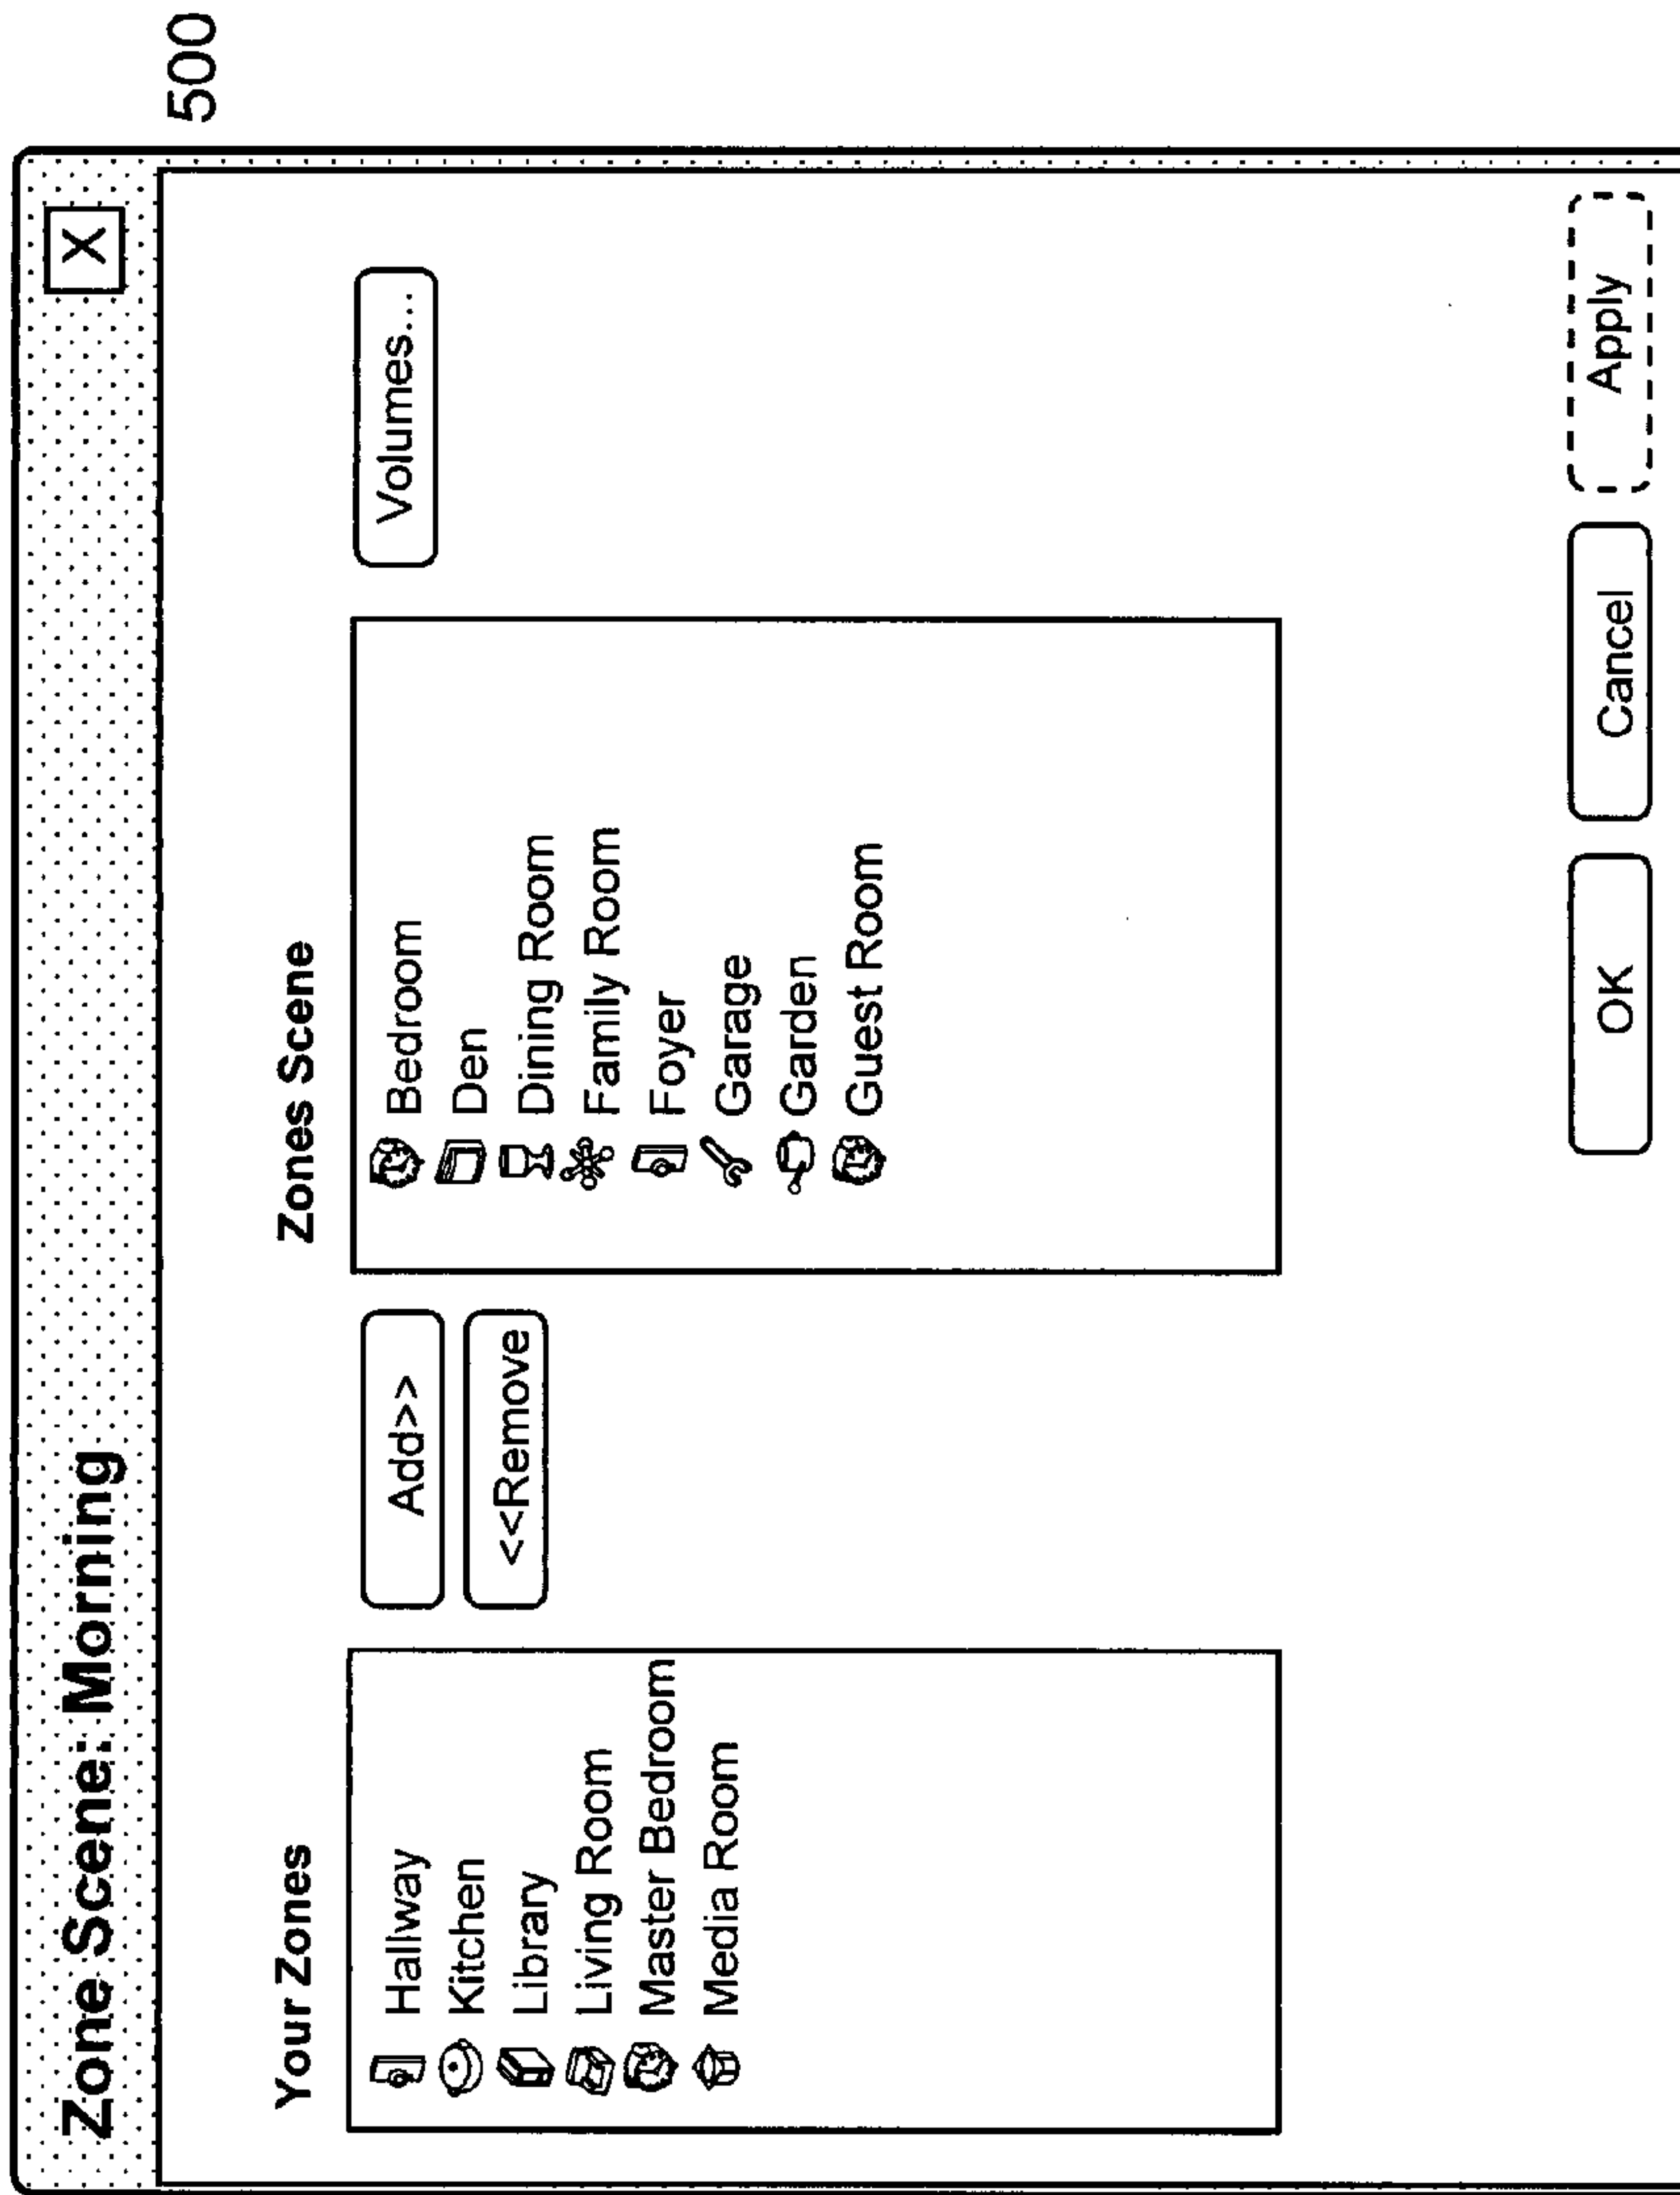 500
Zone Scene: Morning
X
Your Zones
Hallway
Kitchen
Library
Living Room
Master Bedroom
Media Room
Add>>
<<Remove
Zones Scene
Bedroom
Den
Dining Room
Family Room
Foyer
Garage
Garden
Guest Room
Volumes...
OK
Cancel
Apply